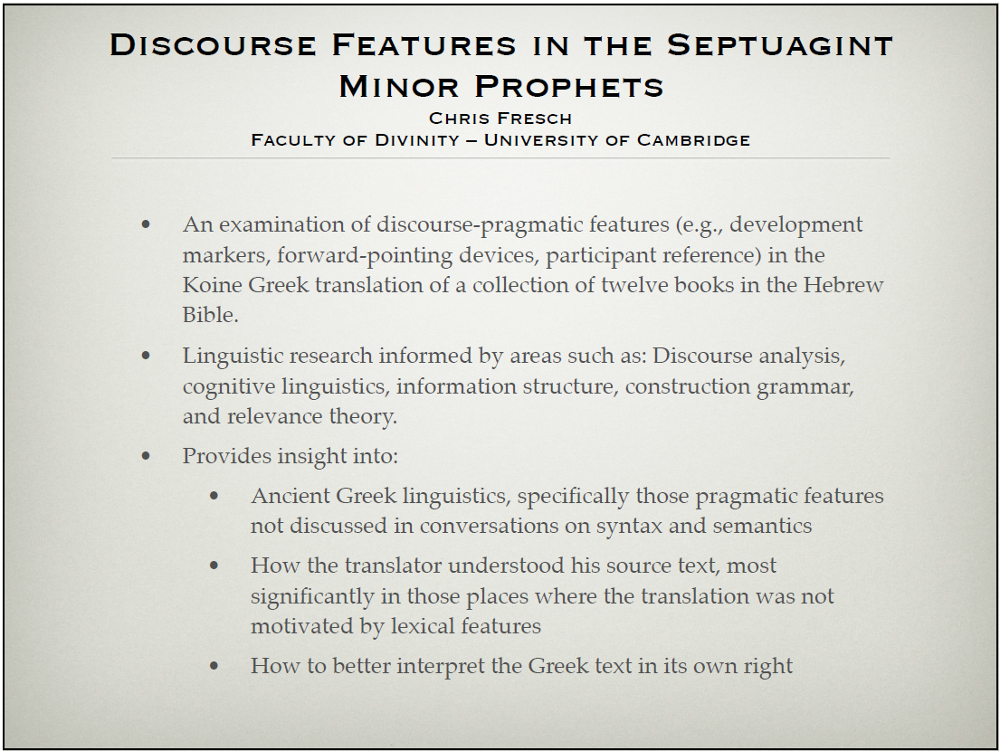 Discourse Features in the Septuagint
Minor Prophets
Chris Fresch
Faculty of Divinity – University of Cambridge
• An examination of discourse-pragmatic features (e.g., development
markers, forward-pointing devices, participant reference) in the
Koine Greek translation of a collection of twelve books in the Hebrew
Bible.
• Linguistic research informed by areas such as: Discourse analysis,
cognitive linguistics, information structure, construction grammar,
and relevance theory.
• Provides insight into:
• Ancient Greek linguistics, specifically those pragmatic features
not discussed in conversations on syntax and semantics
• How the translator understood his source text, most
significantly in those places where the translation was not
motivated by lexical features
• How to better interpret the Greek text in its own right